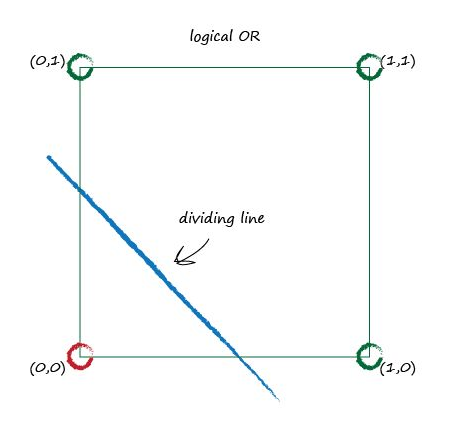 logical OR
(0,1)
(1,1)
dividing line
(0,0)
(1,0)